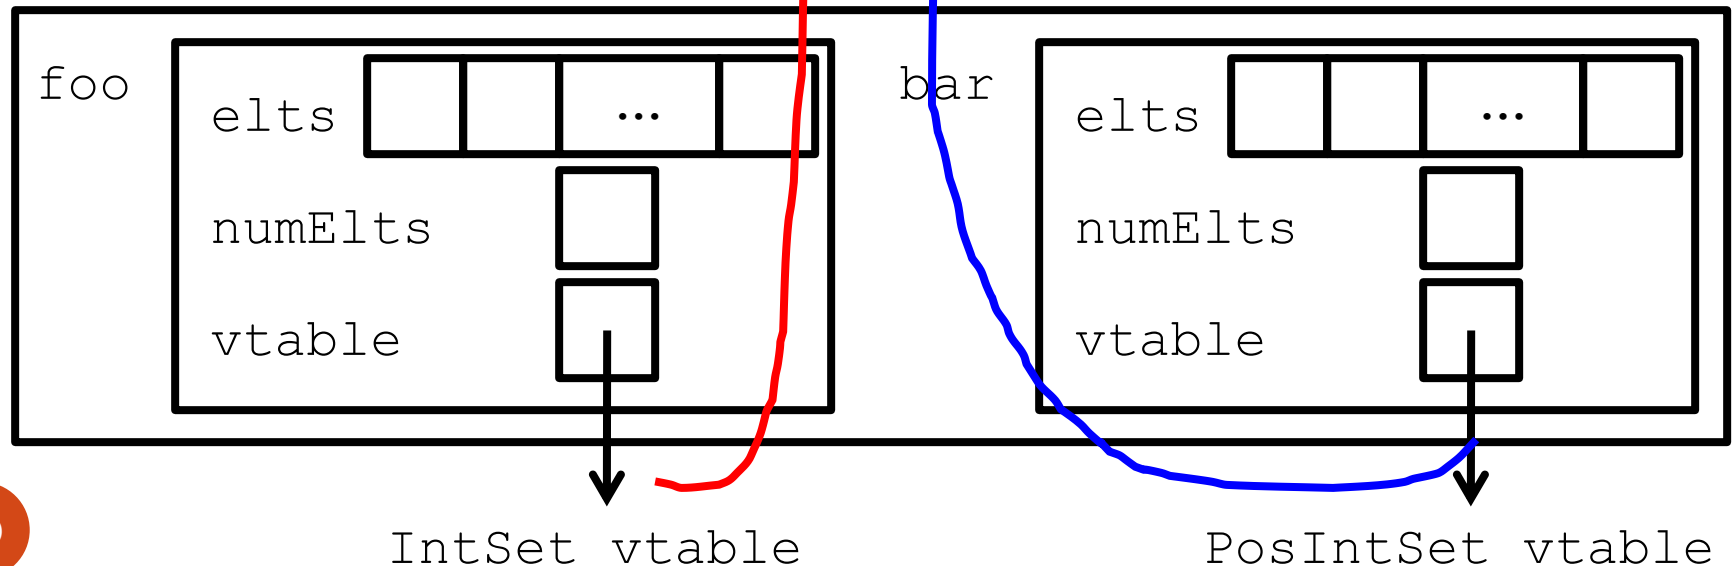 foo
elts ...
numElts
vtable
IntSet vtable
bar
elts ...
numElts
vtable
PosIntSet vtable